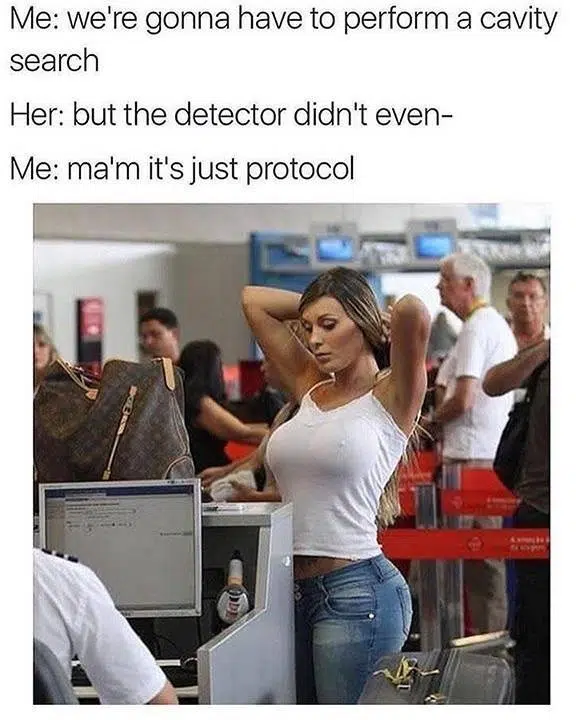 Me: we're gonna have to perform a cavity
search
Her: but the detector didn't even-
Me: ma'm it's just protocol